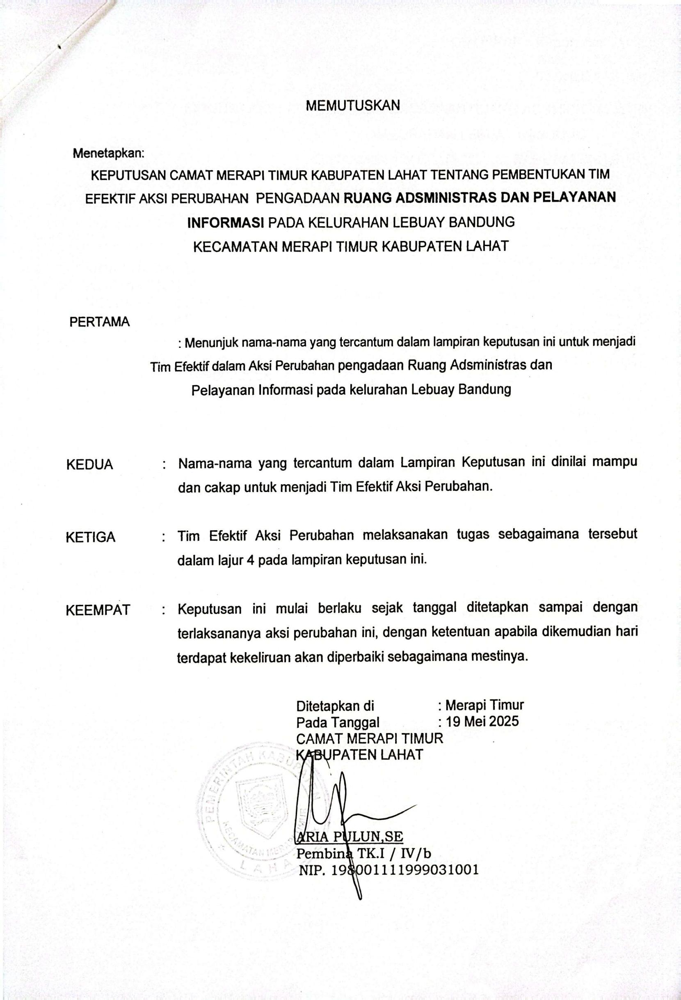 MEMUTUSKAN
Menetapkan:
KEPUTUSAN CAMAT MERAPI TIMUR KABUPATEN LAHAT TENTANG PEMBENTUKAN TIM
EFEKTIF AKSI PERUBAHAN PENGADAAN RUANG ADSMINISTRAS DAN PELAYANAN
INFORMASI PADA KELURAHAN LEBUAY BANDUNG
KECAMATAN MERAPI TIMUR KABUPATEN LAHAT
PERTAMA
: Menunjuk nama-nama yang tercantum dalam lampiran keputusan ini untuk menjadi
Tim Efektif dalam Aksi Perubahan pengadaan Ruang Adsministras dan
Pelayanan Informasi pada kelurahan Lebuay Bandung
KEDUA : Nama-nama yang tercantum dalam Lampiran Keputusan ini dinilai mampu
dan cakap untuk menjadi Tim Efektif Aksi Perubahan.
KETIGA : Tim Efektif Aksi Perubahan melaksanakan tugas sebagaimana tersebut
dalam lajur 4 pada lampiran keputusan ini.
KEEMPAT : Keputusan ini mulai berlaku sejak tanggal ditetapkan sampai dengan
terlaksananya aksi perubahan ini, dengan ketentuan apabila dikemudian hari
terdapat kekeliruan akan diperbaiki sebagaimana mestinya.
Ditetapkan di : Merapi Timur
Pada Tanggal : 19 Mei 2025
CAMAT MERAPI TIMUR
KABUPATEN LAHAT
PEMERINTAH KABUPATEN
KECAMATAN MERAPI TIMUR
LAHAT
ARIA PULUN,SE
Pembina TK.I / IV/b
NIP. 198001111999031001